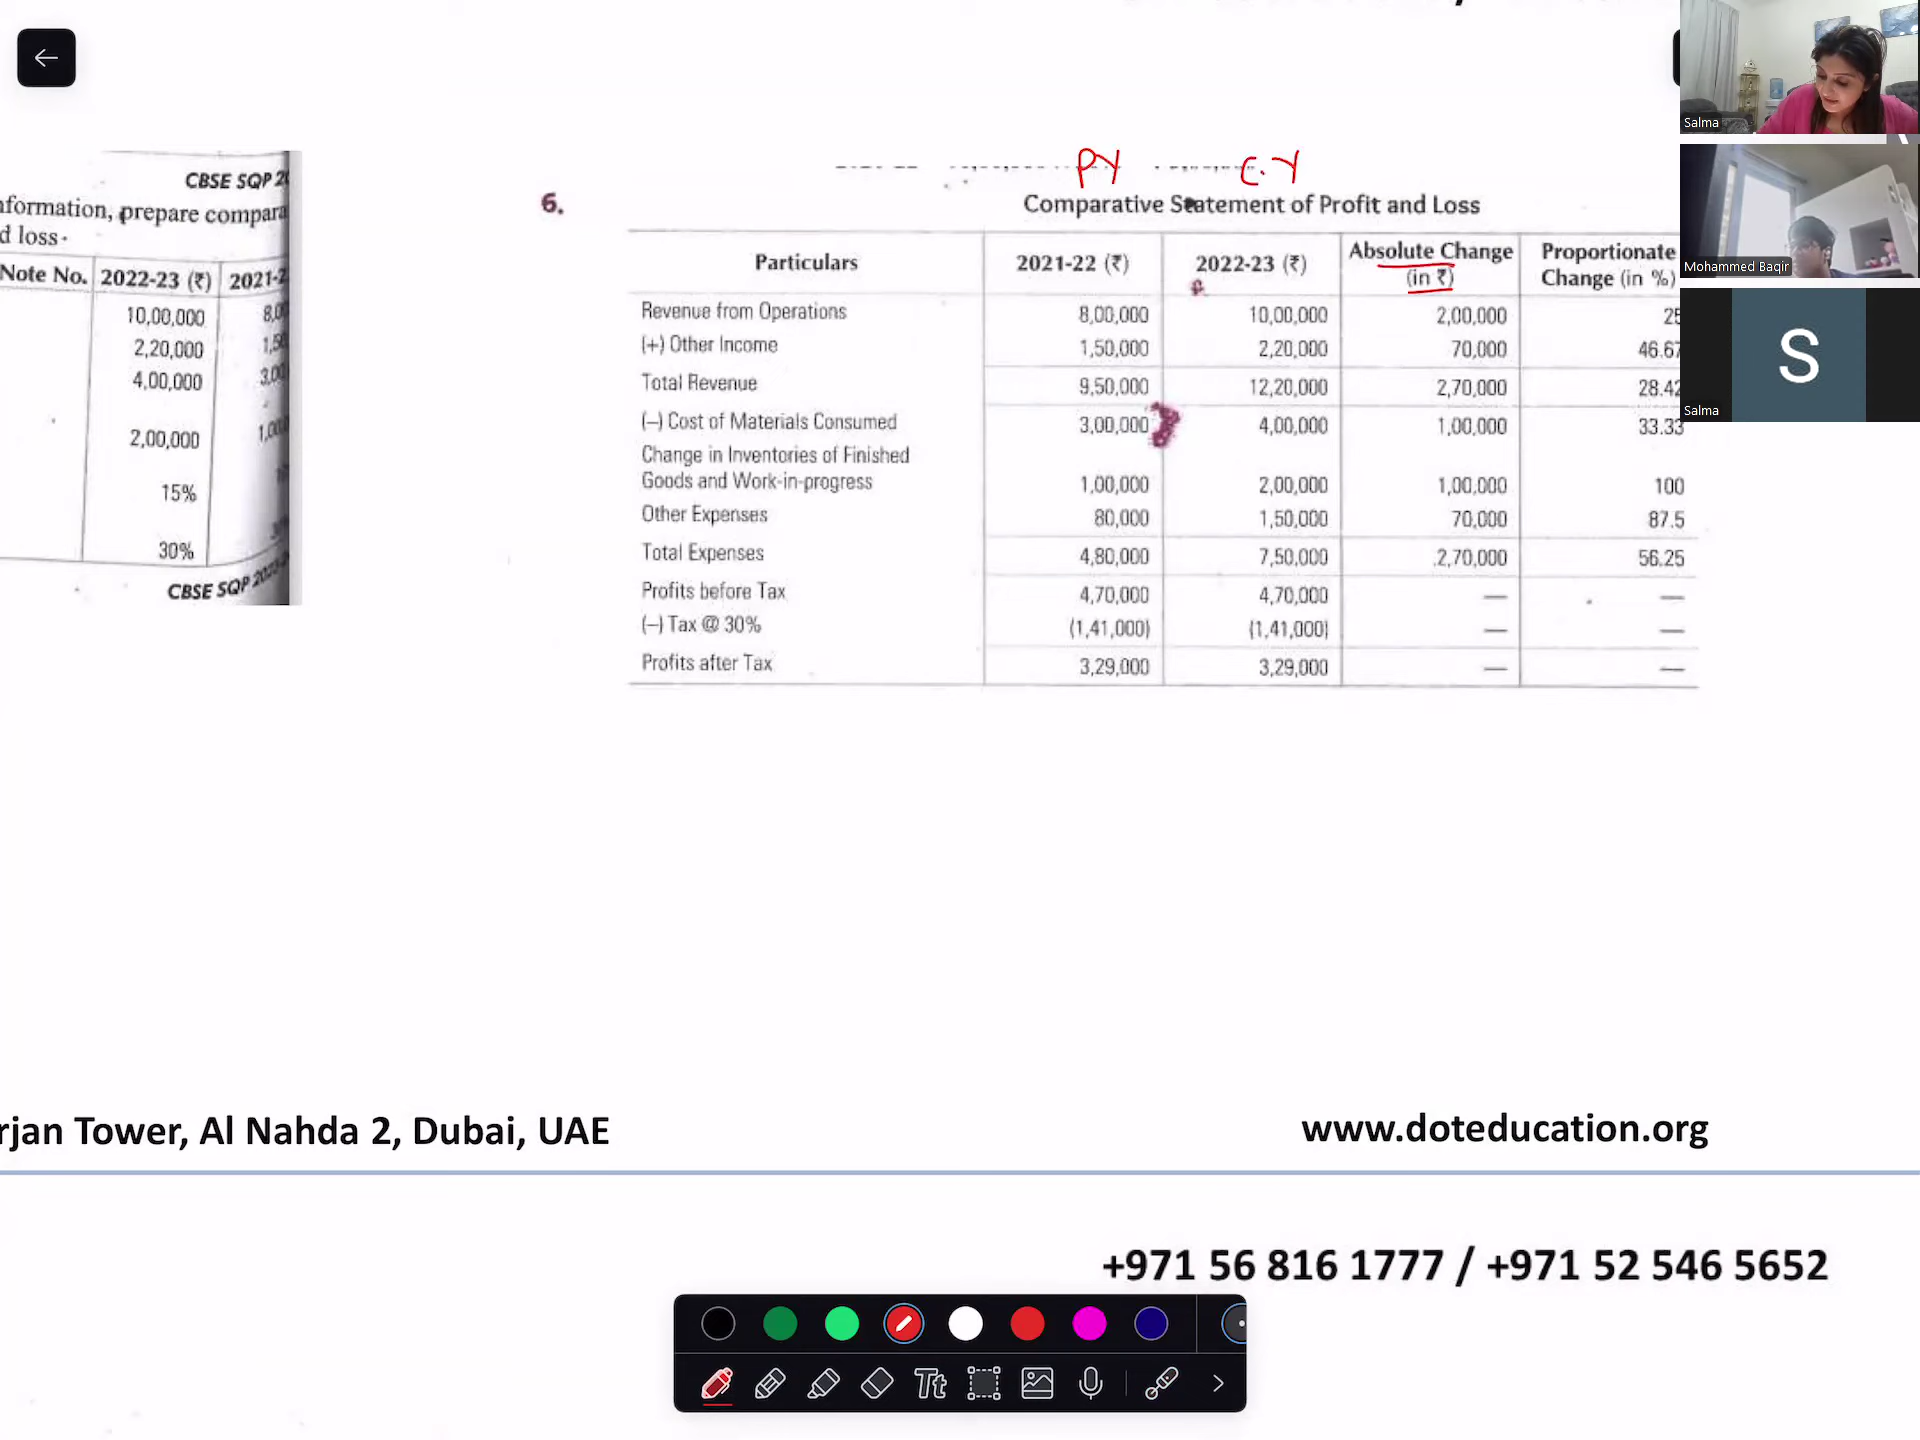 Salma
Mohammed Baqir
S
Salma
CBSE SQP
formation, prepare compara
d loss.
Note No. 2022-23 (₹)
10,00,000
2,20,000
4,00,000
2,00,000
15%
30%
CBSE SQP
PY C.Y
6.
Comparative Statement of Profit and Loss
Particulars 2021-22 (₹) 2022-23 (₹) Absolute Change (in ₹) Proportionate Change (in %)
Revenue from Operations 8,00,000 10,00,000 2,00,000 25
(+) Other Income 1,50,000 2,20,000 70,000 46.67
Total Revenue 9,50,000 12,20,000 2,70,000 28.42
(–) Cost of Materials Consumed 3,00,000 4,00,000 1,00,000 33.33
Change in Inventories of Finished
Goods and Work-in-progress 1,00,000 2,00,000 1,00,000 100
Other Expenses 80,000 1,50,000 70,000 87.5
Total Expenses 4,80,000 7,50,000 2,70,000 56.25
Profits before Tax 4,70,000 4,70,000 — —
(–) Tax @ 30% (1,41,000) (1,41,000) — —
Profits after Tax 3,29,000 3,29,000 — —
rjan Tower, Al Nahda 2, Dubai, UAE
www.doteducation.org
+971 56 816 1777 / +971 52 546 5652
Tt